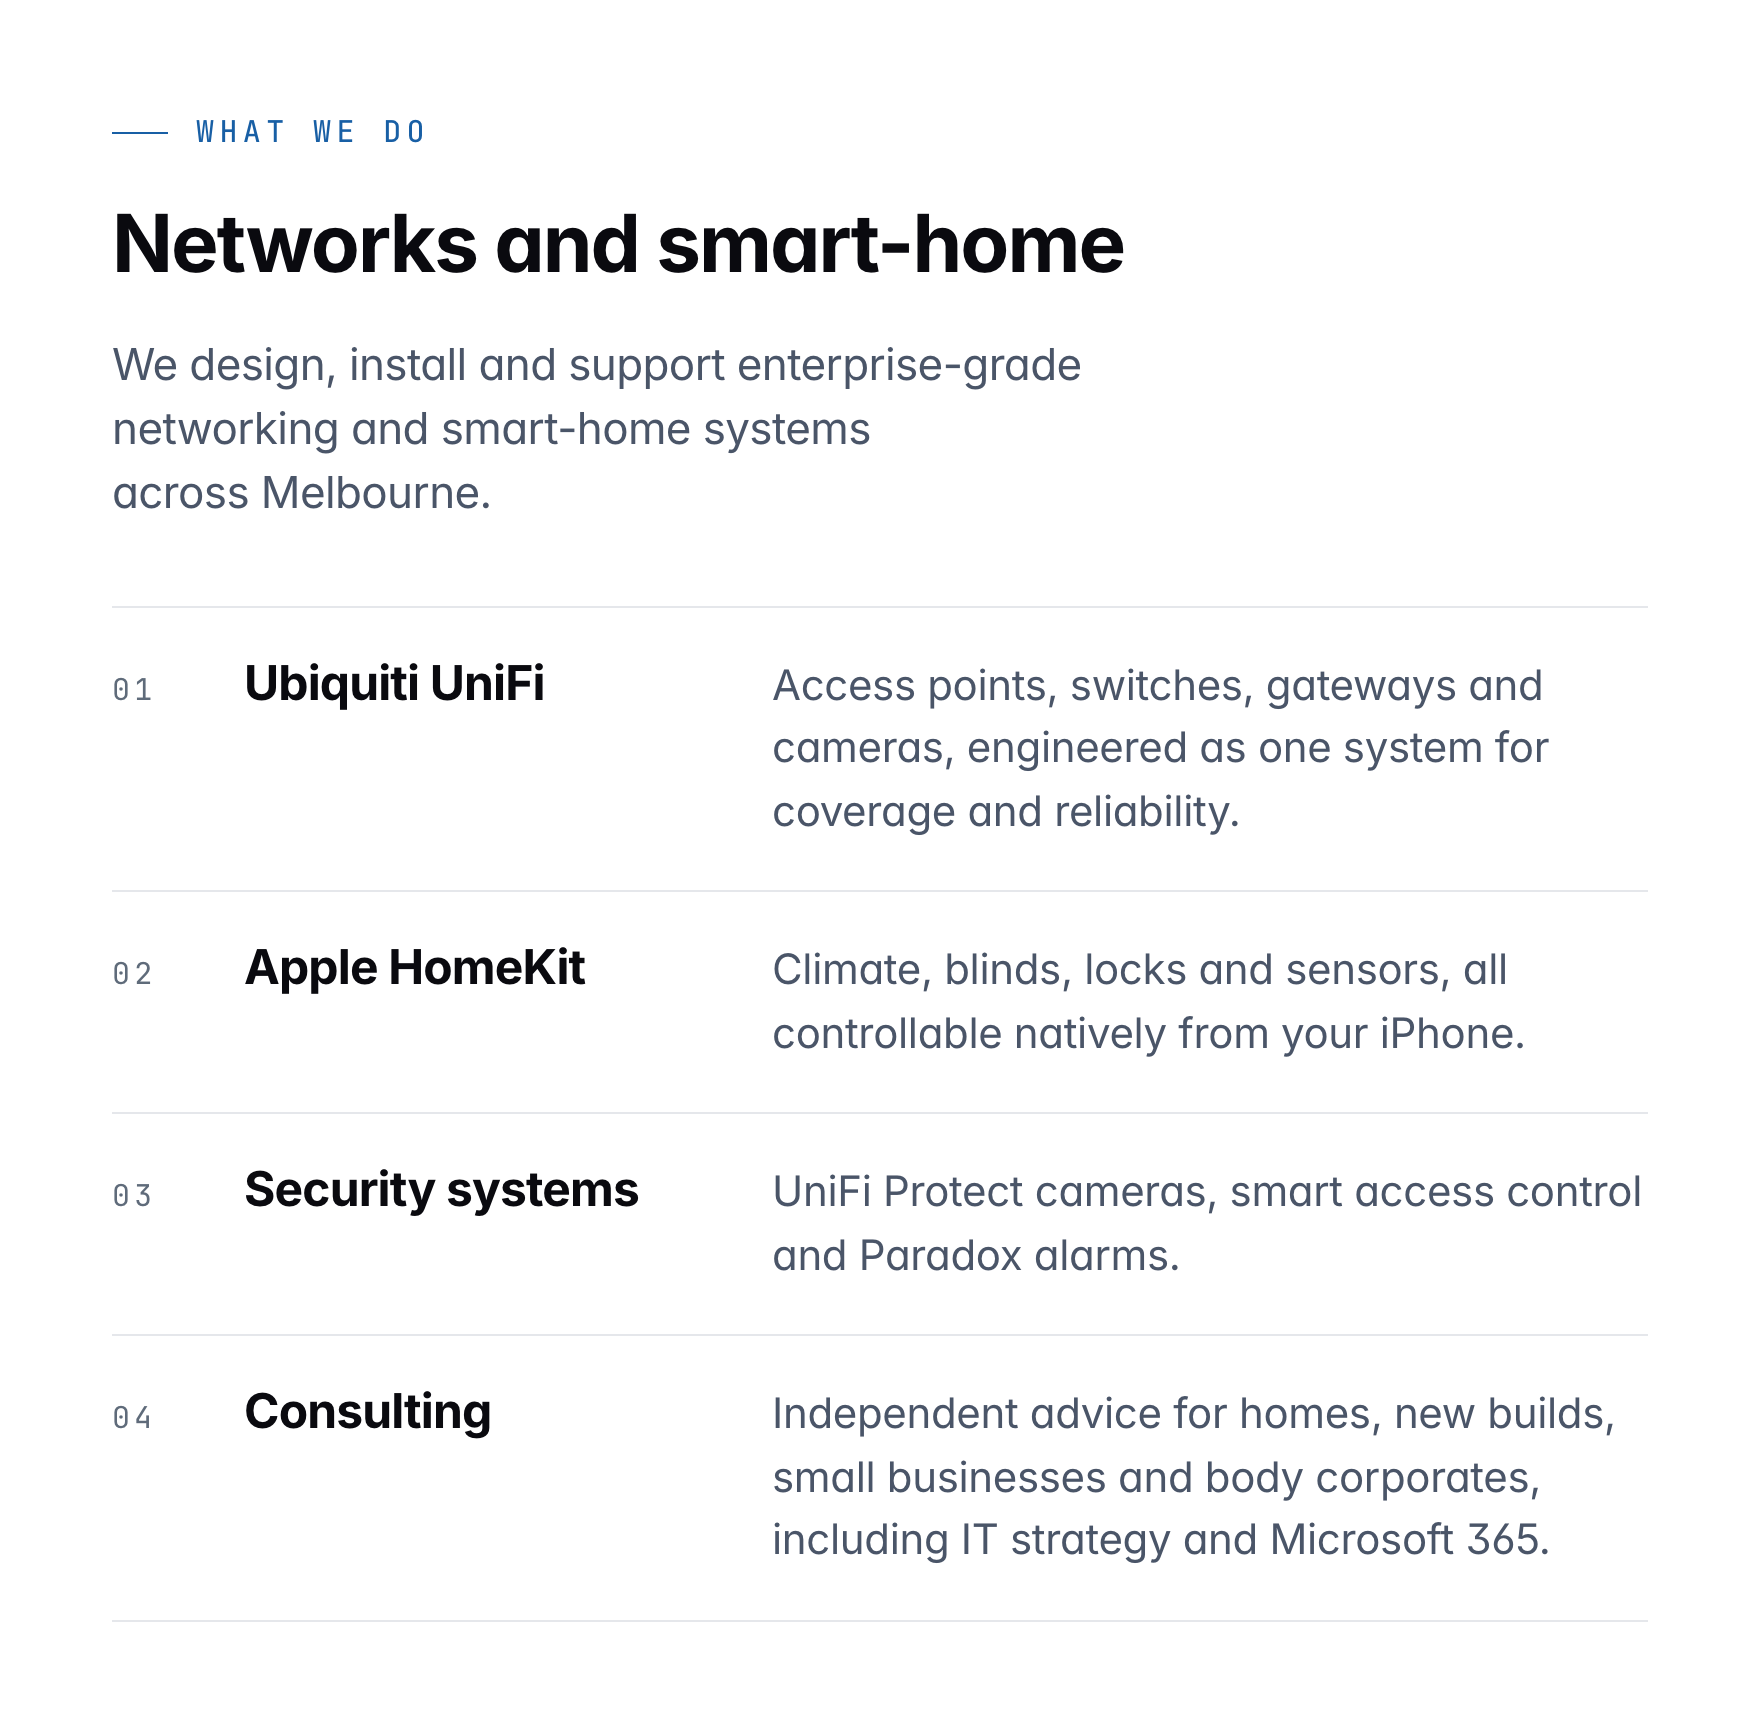 WHAT WE DO
Networks and smart-home
We design, install and support enterprise-grade
networking and smart-home systems
across Melbourne.
01
Ubiquiti UniFi
Access points, switches, gateways and
cameras, engineered as one system for
coverage and reliability.
02
Apple HomeKit
Climate, blinds, locks and sensors, all
controllable natively from your iPhone.
03
Security systems
UniFi Protect cameras, smart access control
and Paradox alarms.
04
Consulting
Independent advice for homes, new builds,
small businesses and body corporates,
including IT strategy and Microsoft 365.